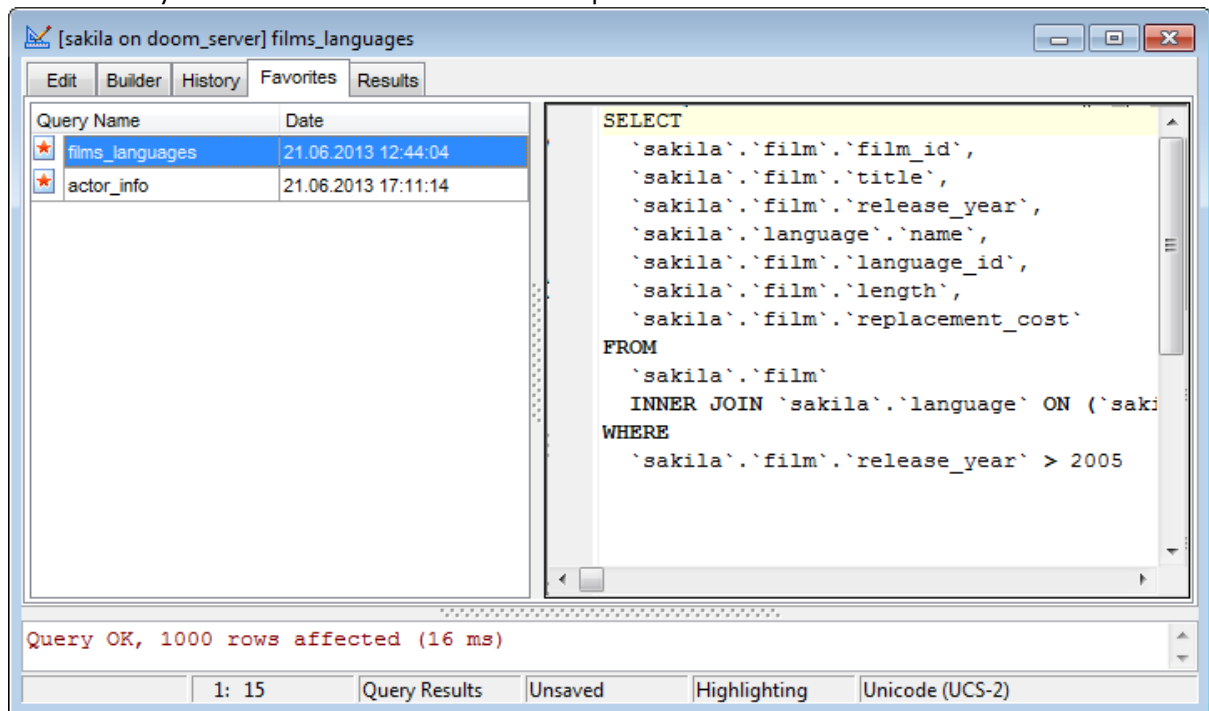 [sakila on doom_server] films_languages
Edit Builder History Favorites Results
Query Name Date
films_languages 21.06.2013 12:44:04
actor_info 21.06.2013 17:11:14
SELECT
`sakila`.`film`.`film_id`,
`sakila`.`film`.`title`,
`sakila`.`film`.`release_year`,
`sakila`.`language`.`name`,
`sakila`.`film`.`language_id`,
`sakila`.`film`.`length`,
`sakila`.`film`.`replacement_cost`
FROM
`sakila`.`film`
INNER JOIN `sakila`.`language` ON (`saki
WHERE
`sakila`.`film`.`release_year` > 2005
Query OK, 1000 rows affected (16 ms)
1: 15 Query Results Unsaved Highlighting Unicode (UCS-2)